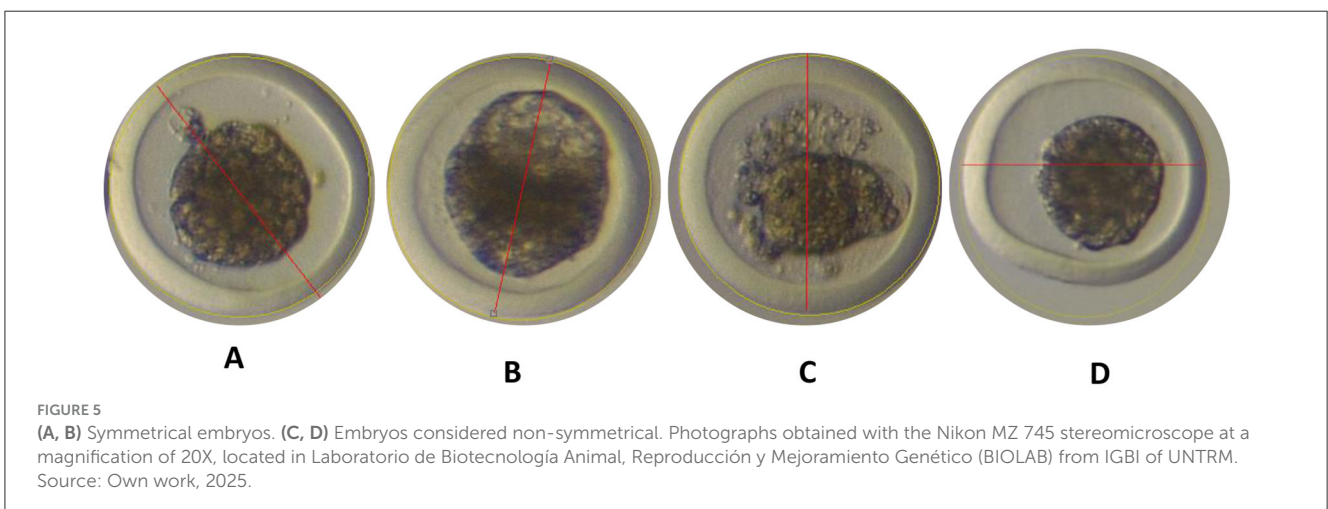 A
B
C
D
FIGURE 5
(A, B) Symmetrical embryos. (C, D) Embryos considered non-symmetrical. Photographs obtained with the Nikon MZ 745 stereomicroscope at a
magnification of 20X, located in Laboratorio de Biotecnología Animal, Reproducción y Mejoramiento Genético (BIOLAB) from IGBI of UNTRM.
Source: Own work, 2025.